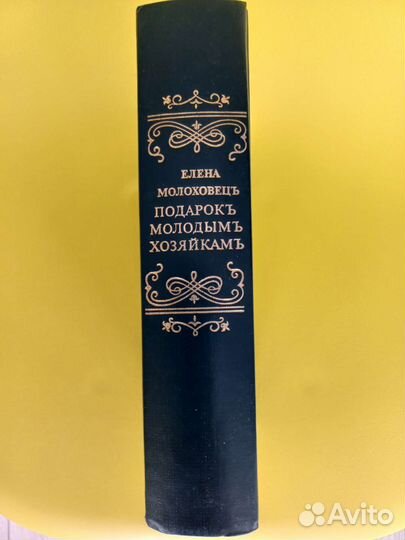 ЕЛЕНА
МОЛОХОВЕЦЪ
ПОДАРОКЪ
МОЛОДЫМЪ
ХОЗЯЙКАМЪ
Avito